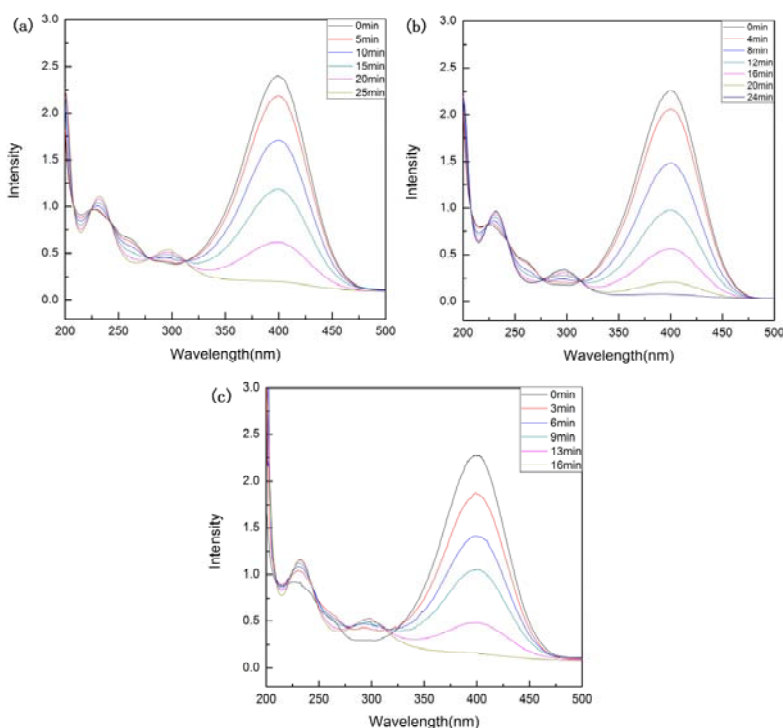 (a)
3.0
2.5
2.0
1.5
1.0
0.5
0.0
Intensity
200 250 300 350 400 450 500
Wavelength(nm)
0min
5min
10min
15min
20min
25min
(b)
3.0
2.5
2.0
1.5
1.0
0.5
0.0
Intensity
200 250 300 350 400 450 500
Wavelength(nm)
0min
4min
8min
12min
16min
20min
24min
(c)
3.0
2.5
2.0
1.5
1.0
0.5
0.0
Intensity
200 250 300 350 400 450 500
Wavelength(nm)
0min
3min
6min
9min
13min
16min